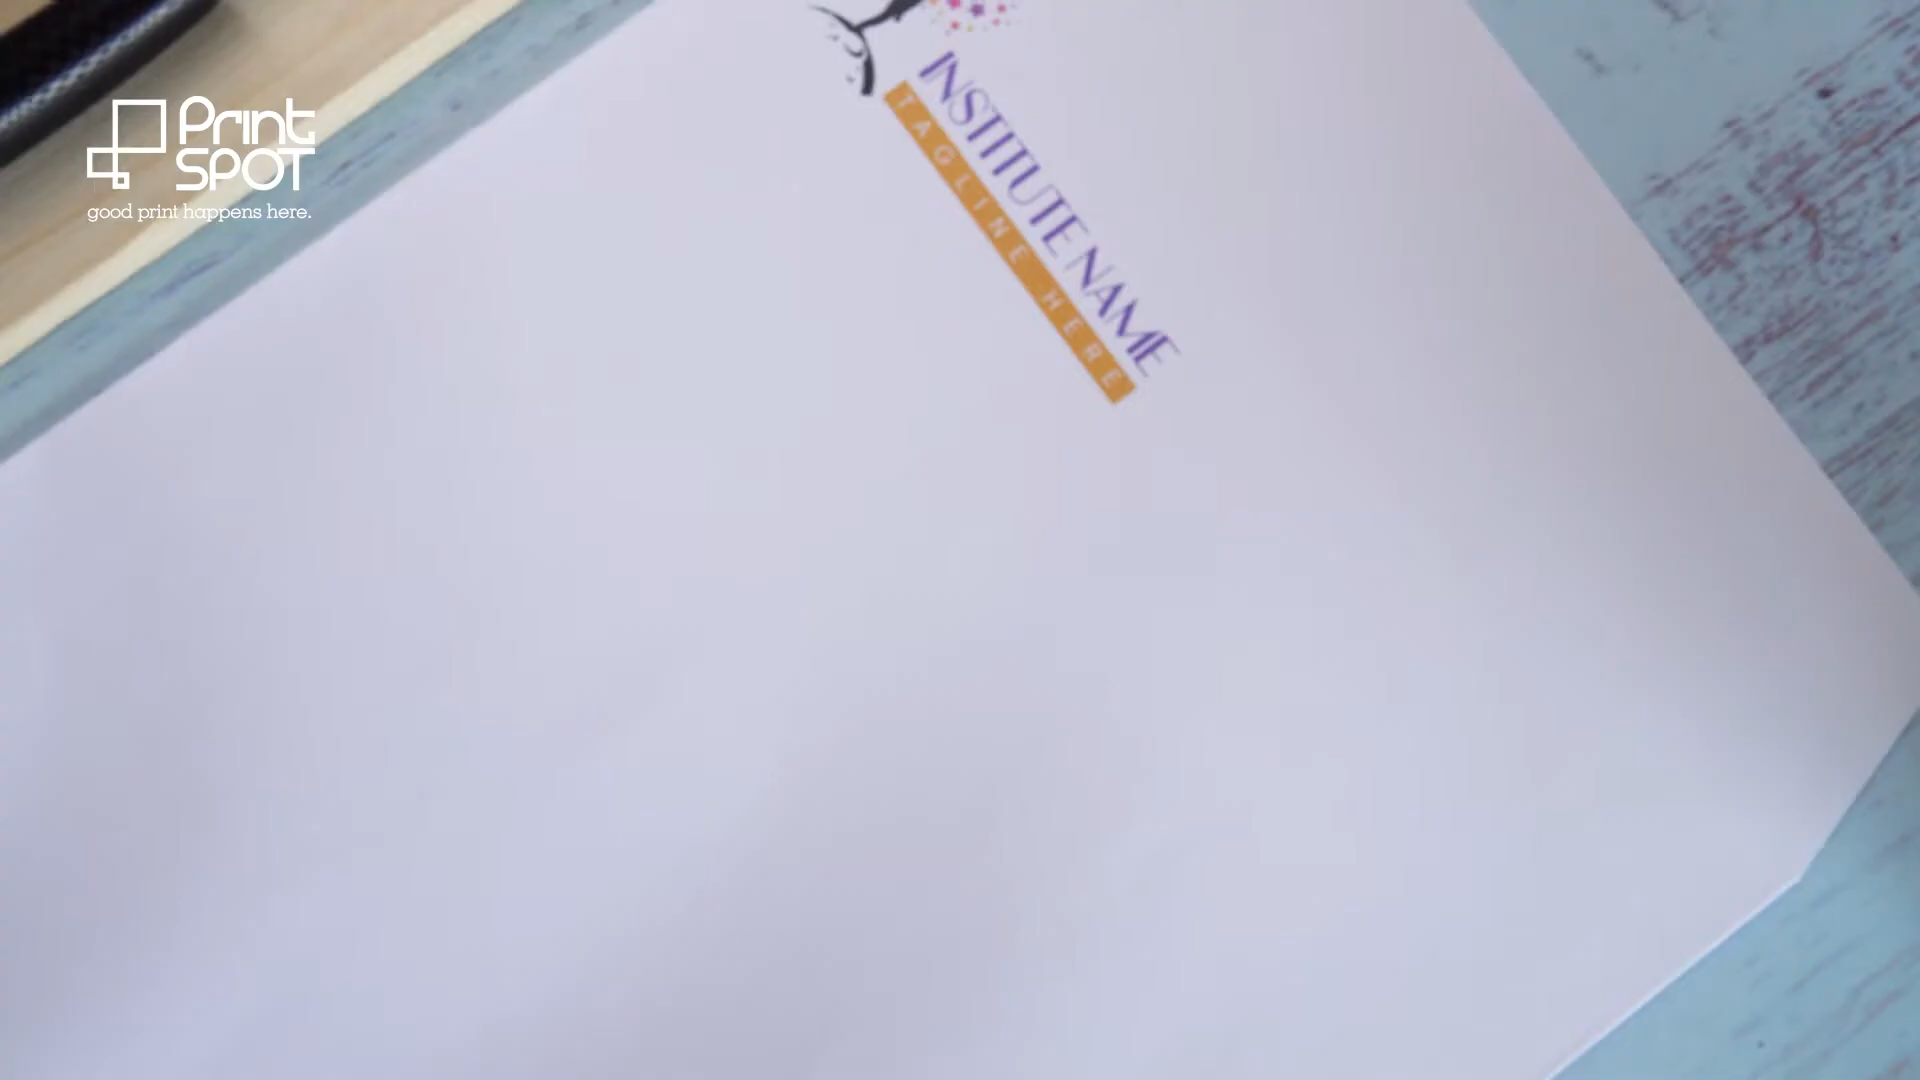 Print
SPOT
good print happens here.
INSTITUTE NAME
TAGLINE HERE